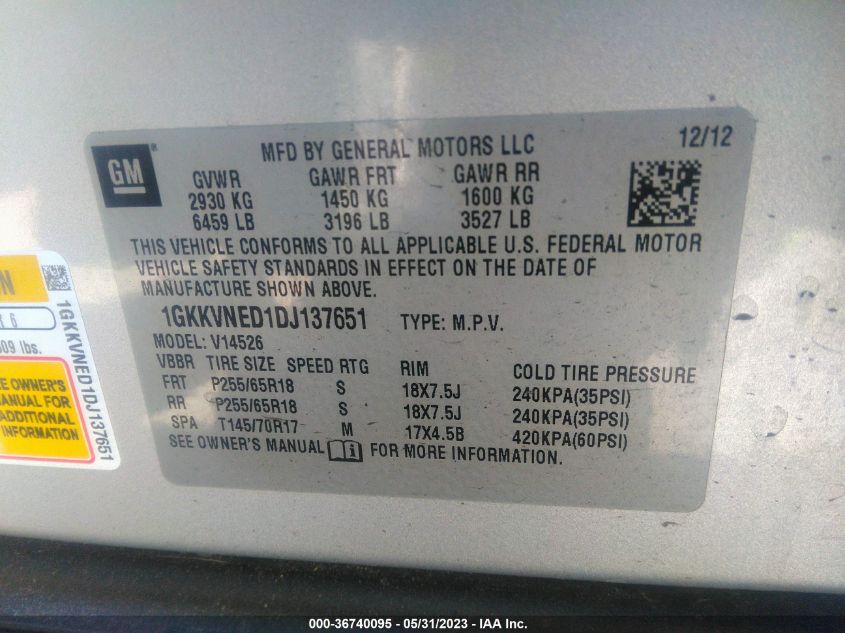 GM ®
MFD BY GENERAL MOTORS LLC 12/12
GVWR GAWR FRT GAWR RR
2930 KG 1450 KG 1600 KG
6459 LB 3196 LB 3527 LB
THIS VEHICLE CONFORMS TO ALL APPLICABLE U.S. FEDERAL MOTOR
VEHICLE SAFETY STANDARDS IN EFFECT ON THE DATE OF
MANUFACTURE SHOWN ABOVE.
1GKKVNED1DJ137651 TYPE: M.P.V.
MODEL: V14526
VBBR TIRE SIZE SPEED RTG RIM COLD TIRE PRESSURE
FRT P255/65R18 S 18X7.5J 240KPA(35PSI)
RR P255/65R18 S 18X7.5J 240KPA(35PSI)
SPA T145/70R17 M 17X4.5B 420KPA(60PSI)
SEE OWNER'S MANUAL i FOR MORE INFORMATION.
N
6
09 lbs.
E OWNER'S
MANUAL FOR
ADDITIONAL
INFORMATION
1GKKVNED1DJ137651
000-36740095 - 05/31/2023 - IAA Inc.